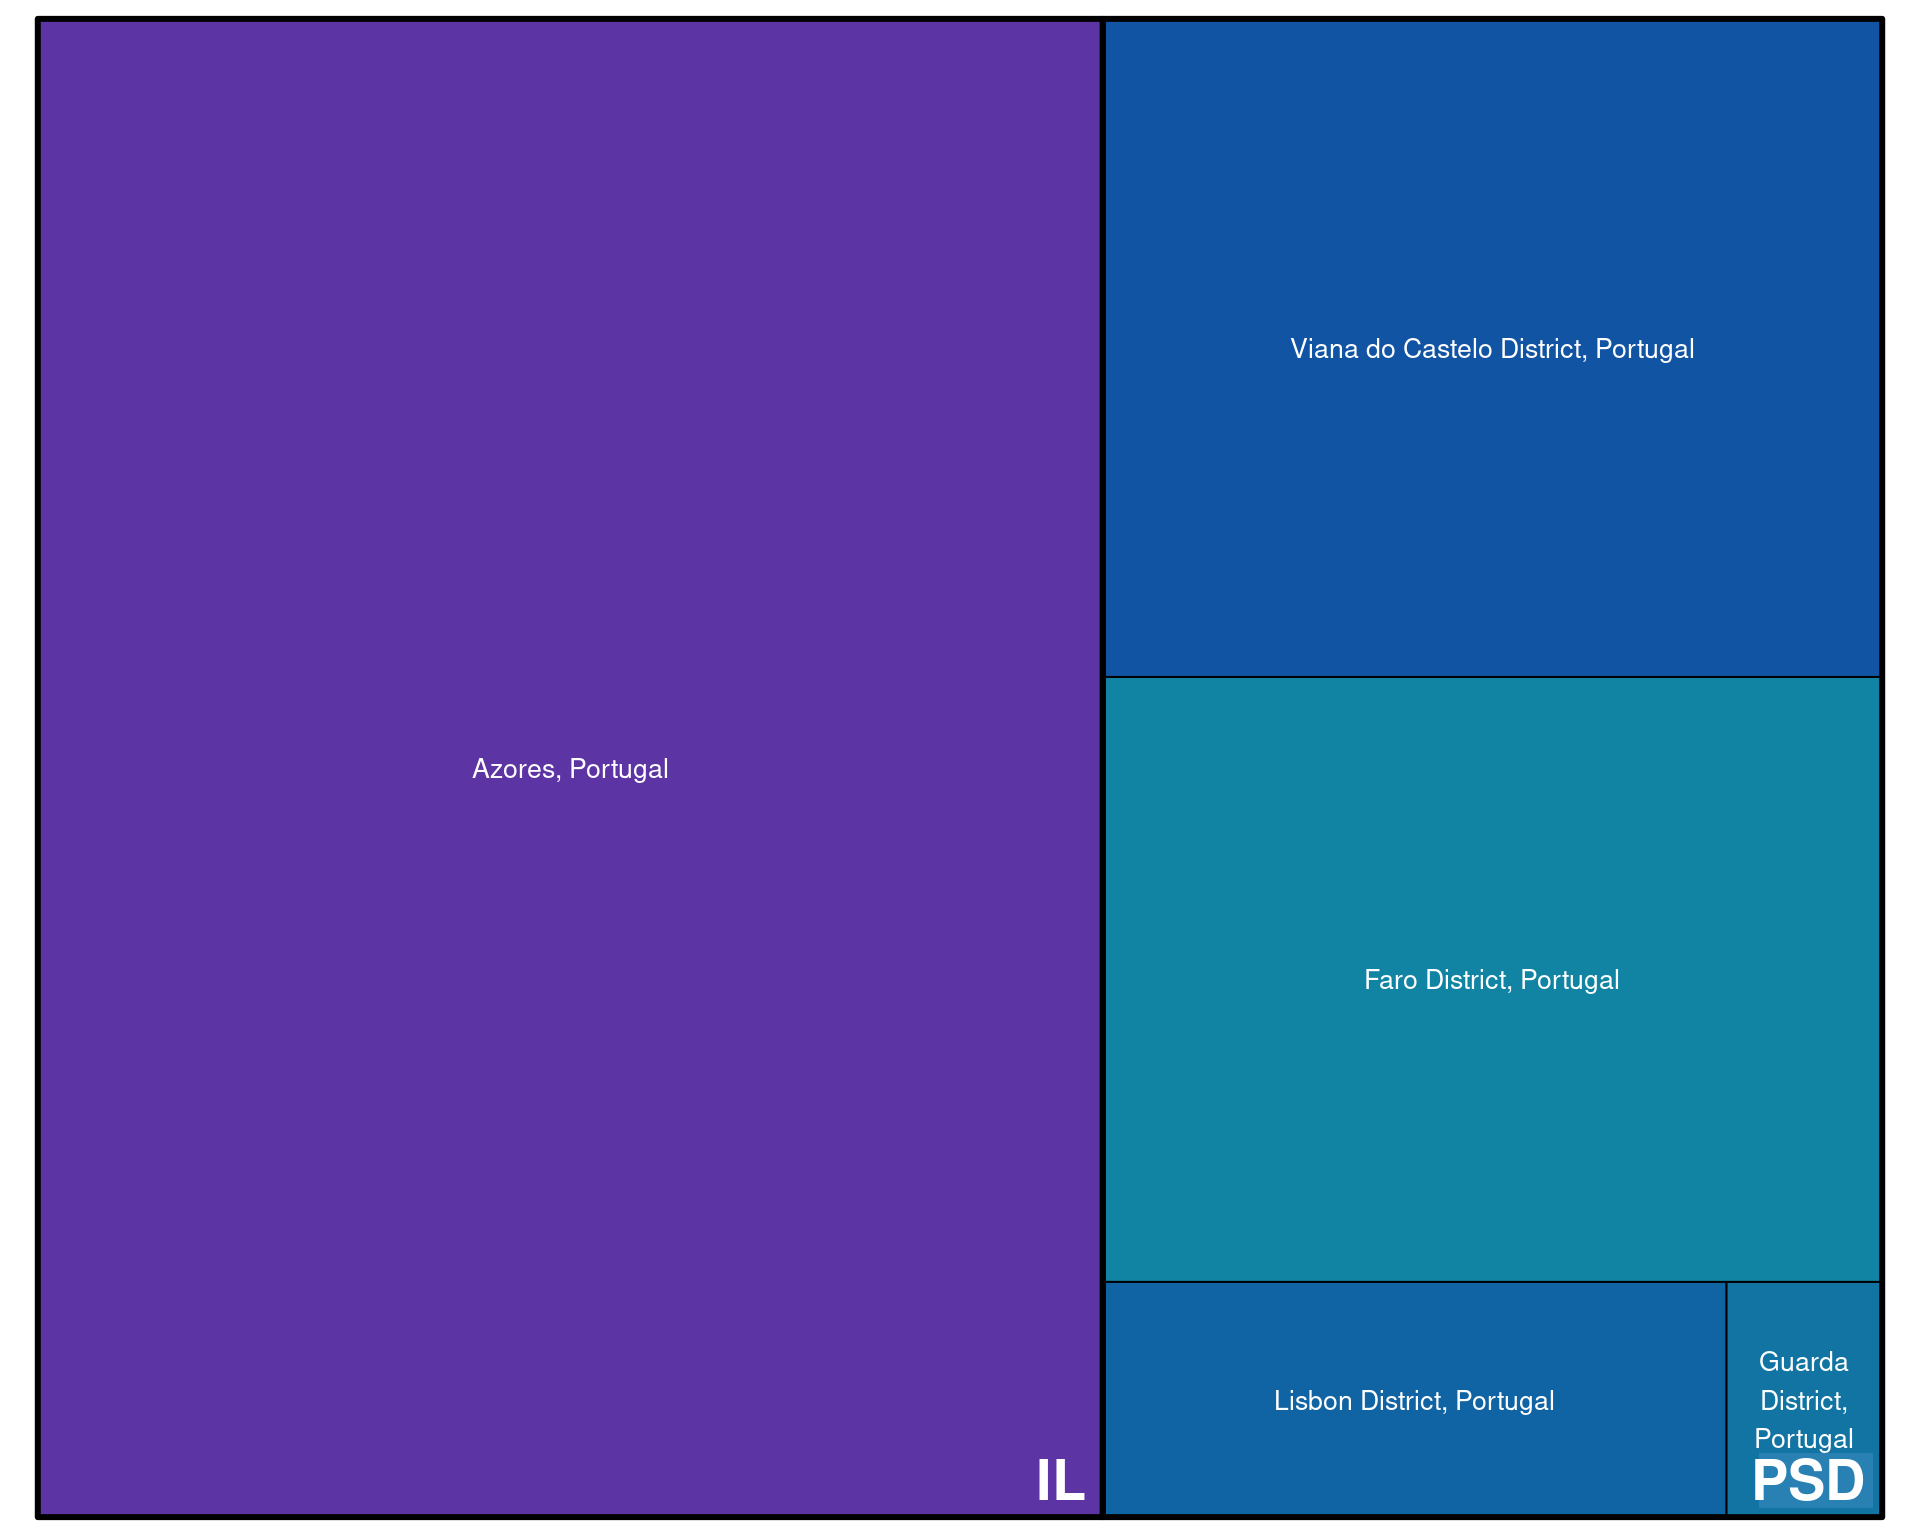 Azores, Portugal
IL
Viana do Castelo District, Portugal
Faro District, Portugal
Lisbon District, Portugal
Guarda
District,
Portugal
PSD